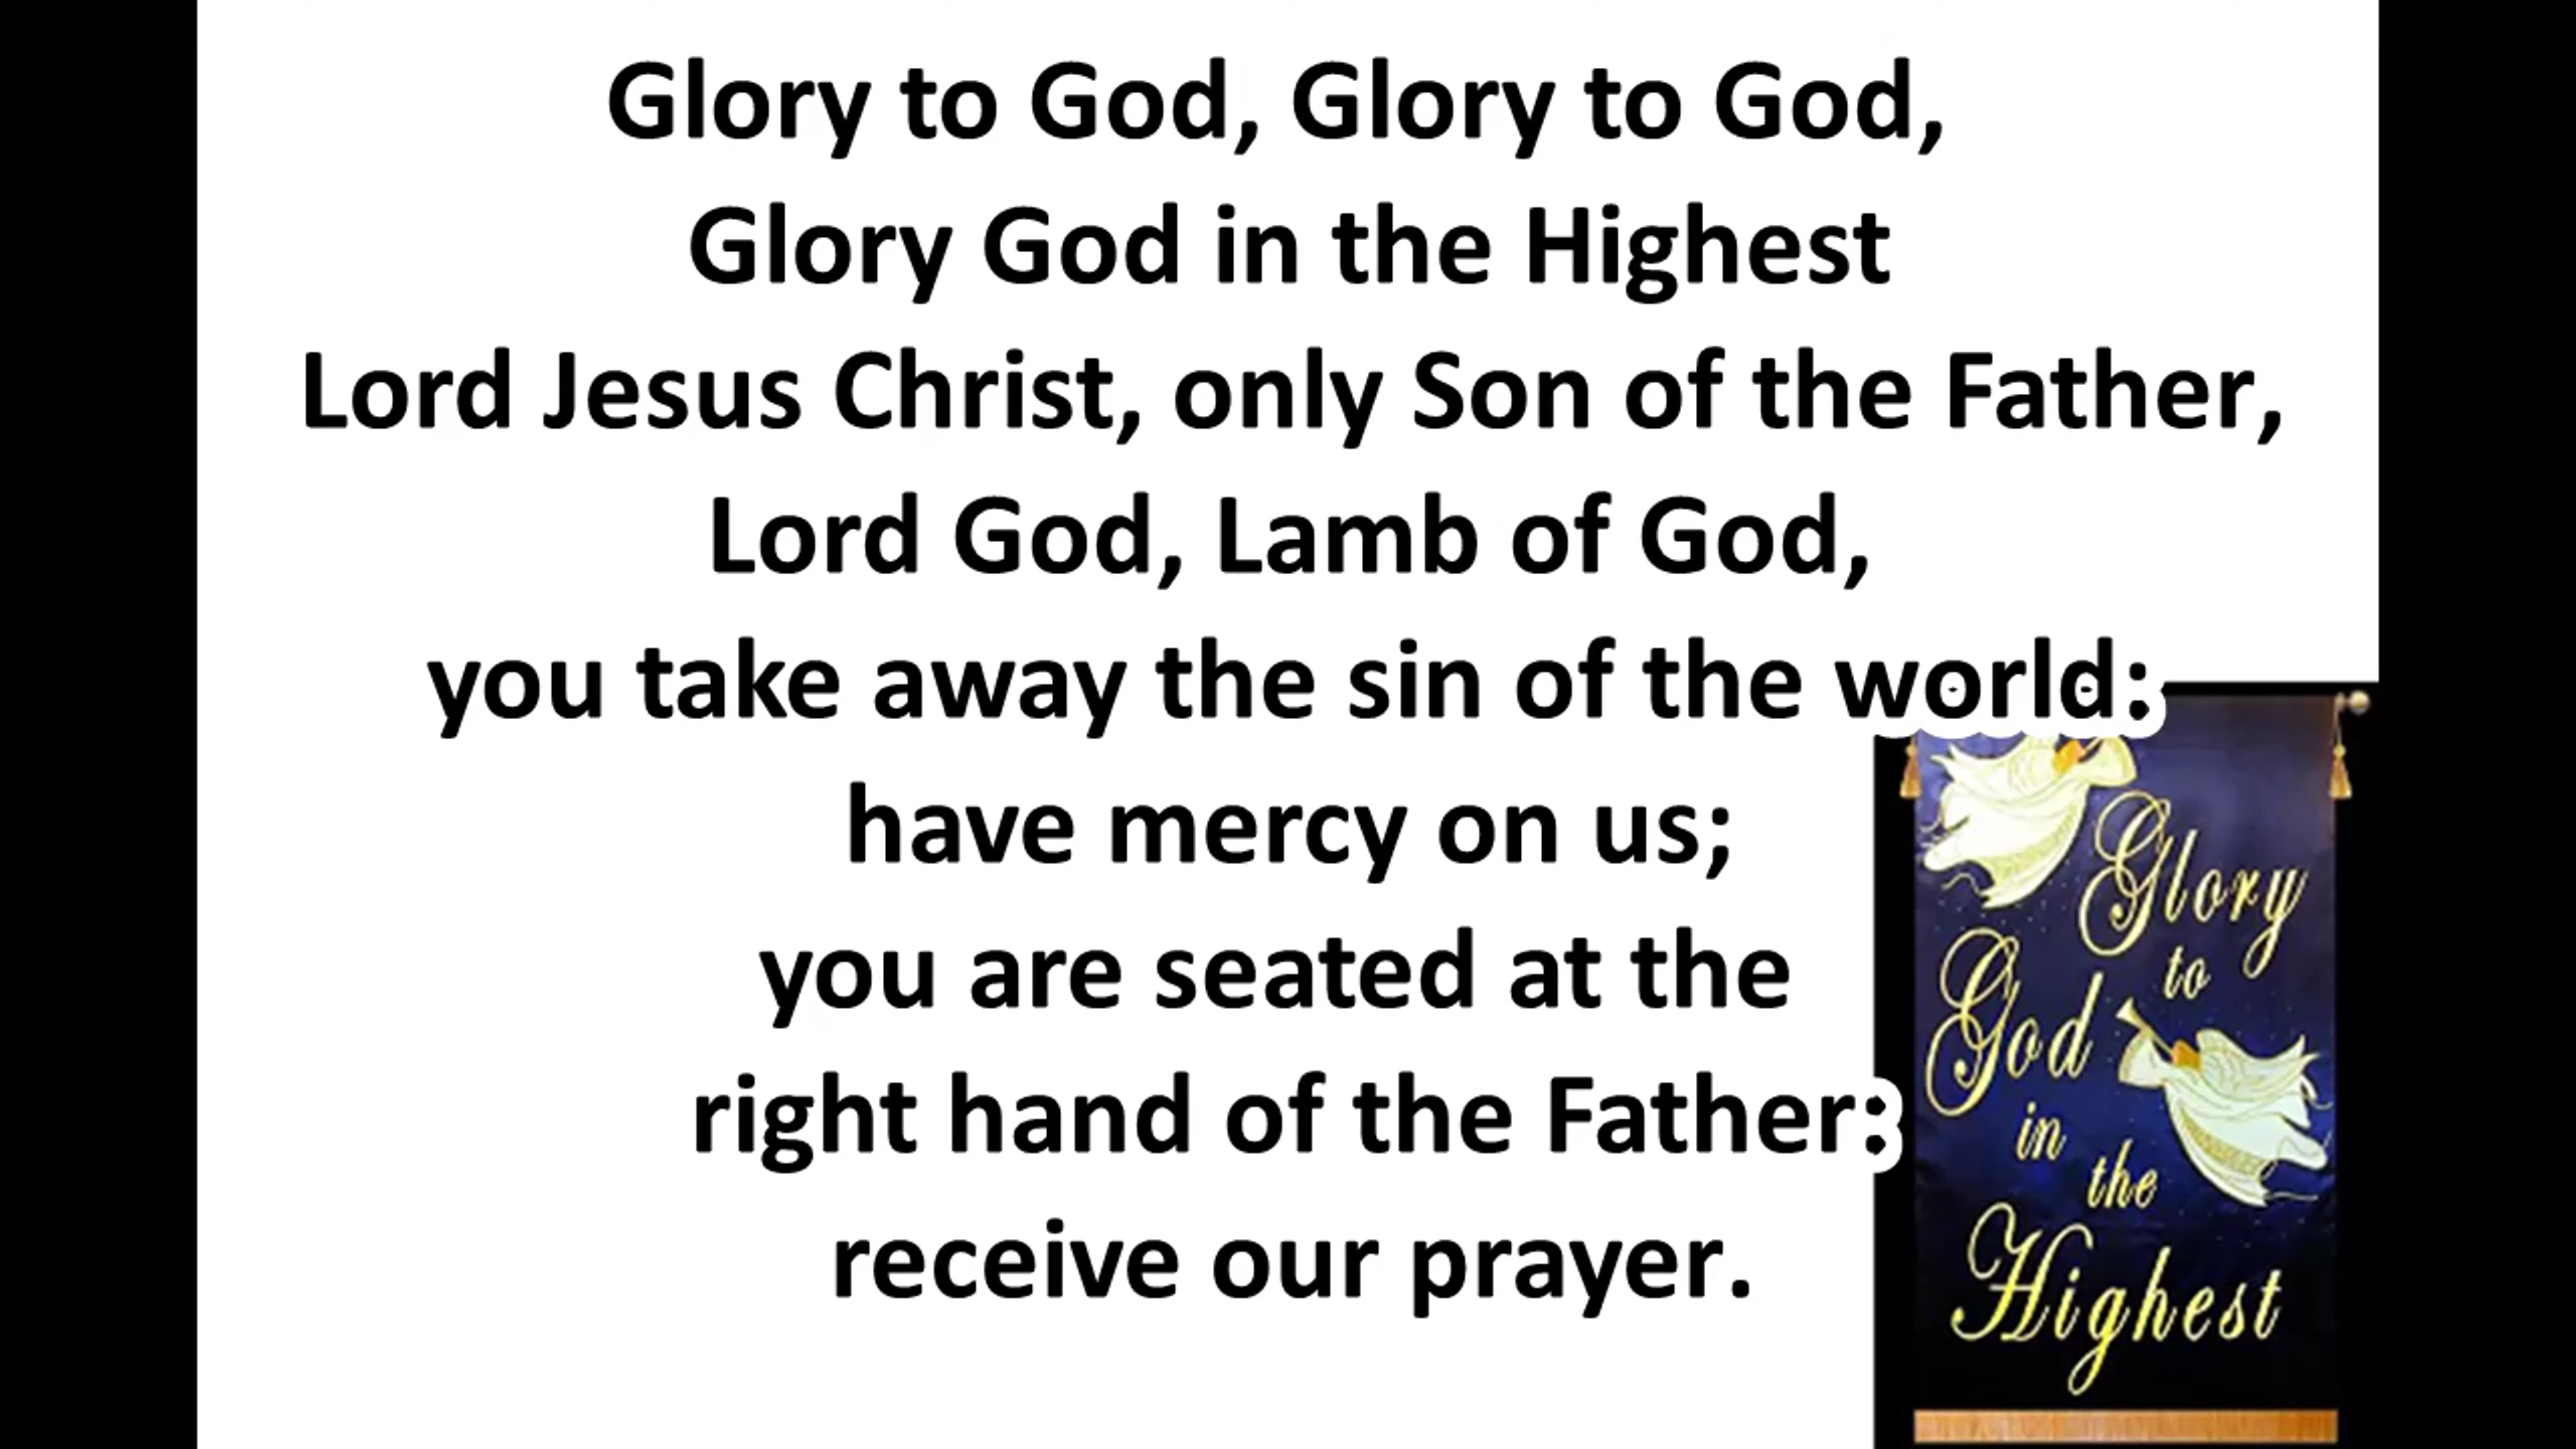 Glory to God, Glory to God,
Glory God in the Highest
Lord Jesus Christ, only Son of the Father,
Lord God, Lamb of God,
you take away the sin of the world:
have mercy on us;
you are seated at the
right hand of the Father:
receive our prayer.
Glory
to
God
in
the
Highest